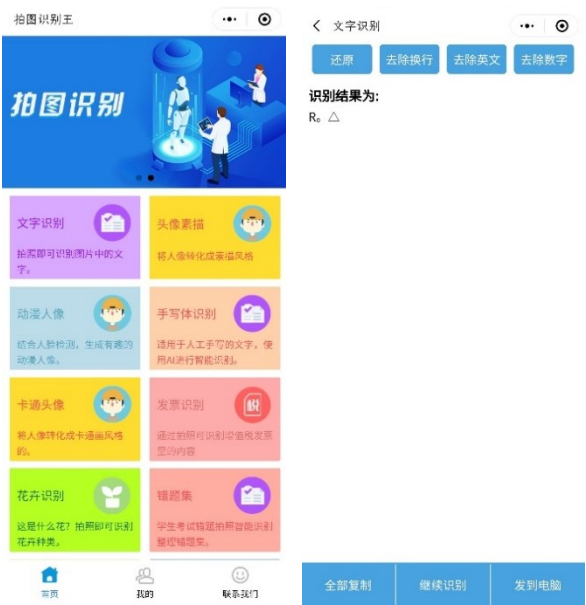 拍图识别王
拍图识别
文字识别
拍照即可识别图片中的文
字。
头像素描
将人像转化成素描风格
动漫人像
结合人脸检测，生成有趣的
动漫人像。
手写体识别
适用于人工手写的文字，使
用AI进行智能识别。
卡通头像
将人像转化成卡通画风格
的。
发票识别
税
通过拍照可识别增值税发票
里的内容
花卉识别
这是什么花？拍照即可识别
花卉种类。
错题集
学生考试错题拍照智能识别
整理错题集。
首页
我的
联系我们
文字识别
还原
去除换行
去除英文
去除数字
识别结果为:
R。△
全部复制
继续识别
发到电脑